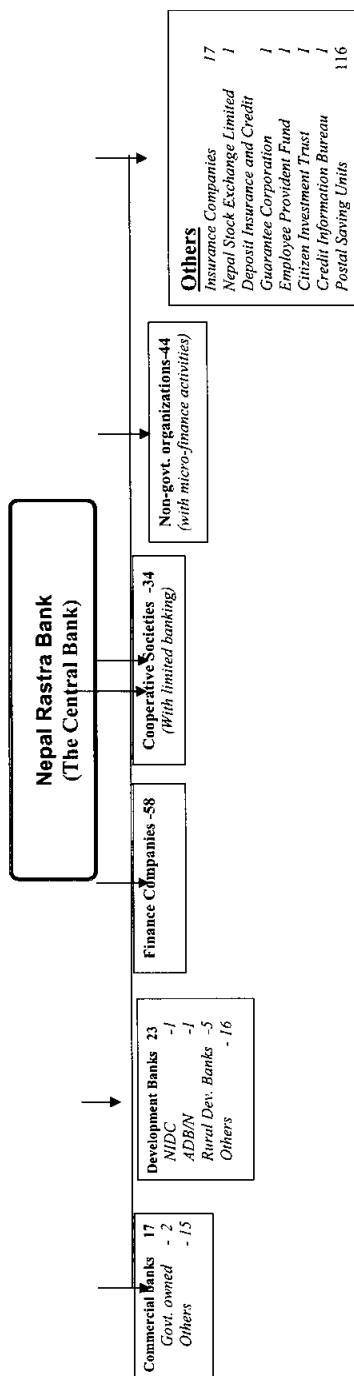 Nepal Rastra Bank
(The Central Bank)
Commercial Banks 17
Govt. owned - 2
Others - 15
Development Banks 23
NIDC -1
ADB/N -1
Rural Dev. Banks -5
Others - 16
Finance Companies -58
Cooperative Societies -34
(With limited banking)
Non-govt. organizations-44
(with micro-finance activities)
Others
Insurance Companies 17
Nepal Stock Exchange Limited 1
Deposit Insurance and Credit
Guarantee Corporation 1
Employee Provident Fund 1
Citizen Investment Trust 1
Credit Information Bureau 1
Postal Saving Units 116